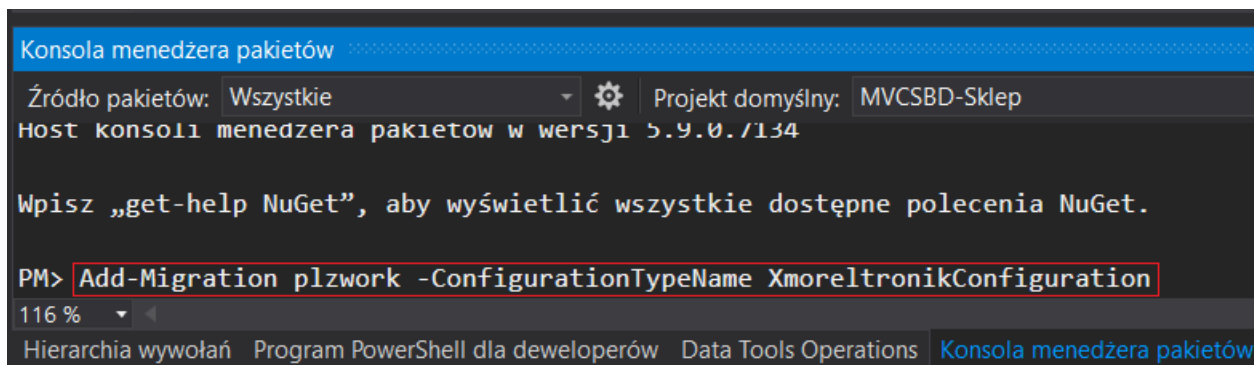 Konsola menedżera pakietów
Źródło pakietów: Wszystkie Projekt domyślny: MVCSBD-Sklep
Host konsoli menedżera pakietów w wersji 5.9.0.7134
Wpisz „get-help NuGet”, aby wyświetlić wszystkie dostępne polecenia NuGet.
PM> Add-Migration plzwork -ConfigurationTypeName XmoreltronikConfiguration
116 %
Hierarchia wywołań Program PowerShell dla deweloperów Data Tools Operations Konsola menedżera pakietów